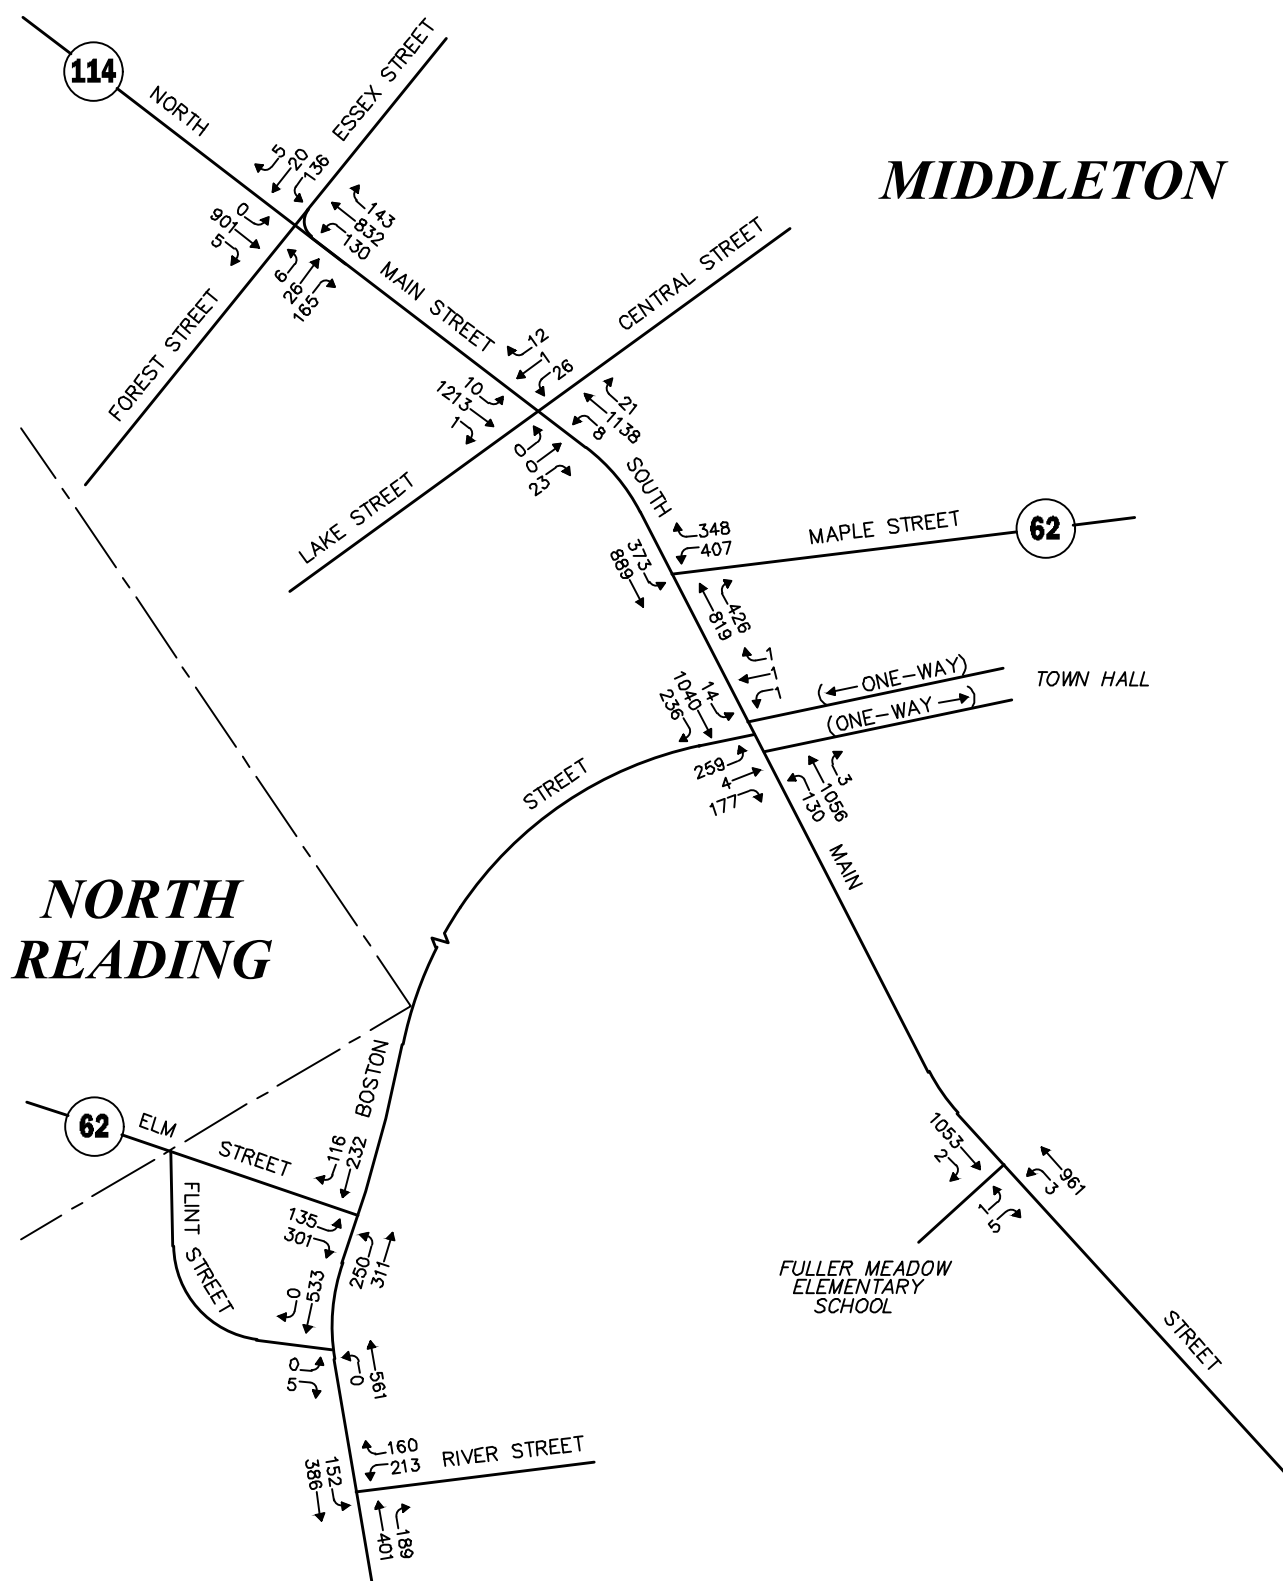 114
NORTH
ESSEX STREET
MIDDLETON
5
20
136
0
901
5
143
832
130
6
26
165
MAIN STREET
FOREST STREET
CENTRAL STREET
12
1
26
10
1213
1
21
1138
8
0
0
23
LAKE STREET
SOUTH
348
407
MAPLE STREET
62
373
889
426
819
7
1
7
(← ONE-WAY)
TOWN HALL
(ONE-WAY →)
14
1040
236
259
4
177
3
1056
130
STREET
MAIN
NORTH
READING
BOSTON
62
ELM
STREET
116
232
FLINT STREET
135
301
250
311
0
533
0
5
0
561
1053
2
961
3
1
5
FULLER MEADOW
ELEMENTARY
SCHOOL
STREET
160
213
RIVER STREET
152
386
401
189